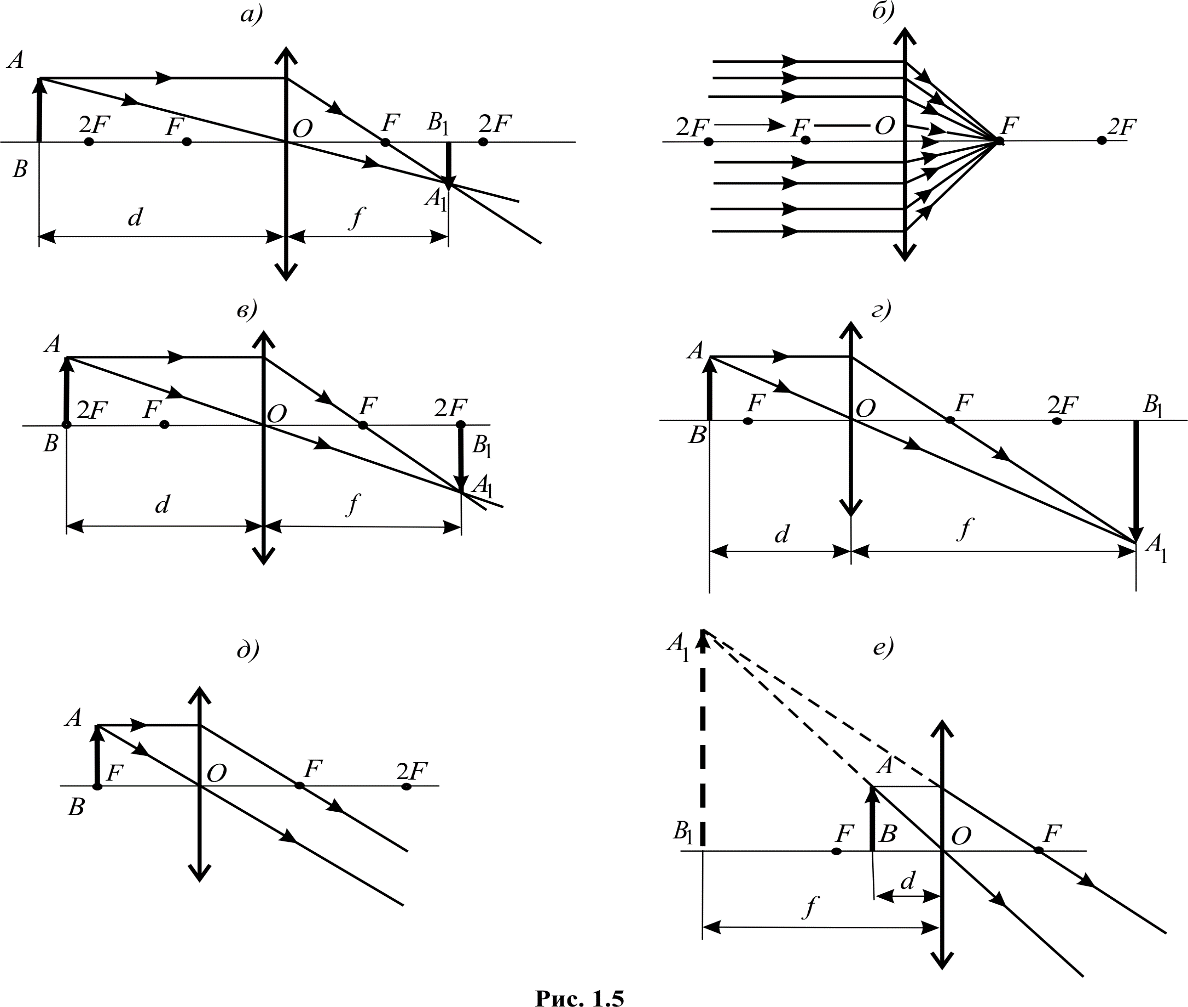 а)
A
2F F O F B₁ 2F
B
A₁
d f
б)
2F F O F 2F
в)
A
2F F O F 2F
B B₁
A₁
d f
г)
A
F O F 2F B₁
B
d f A₁
д)
A
F O F 2F
B
е)
A₁
A
B₁ F B O F
d
f
Рис. 1.5